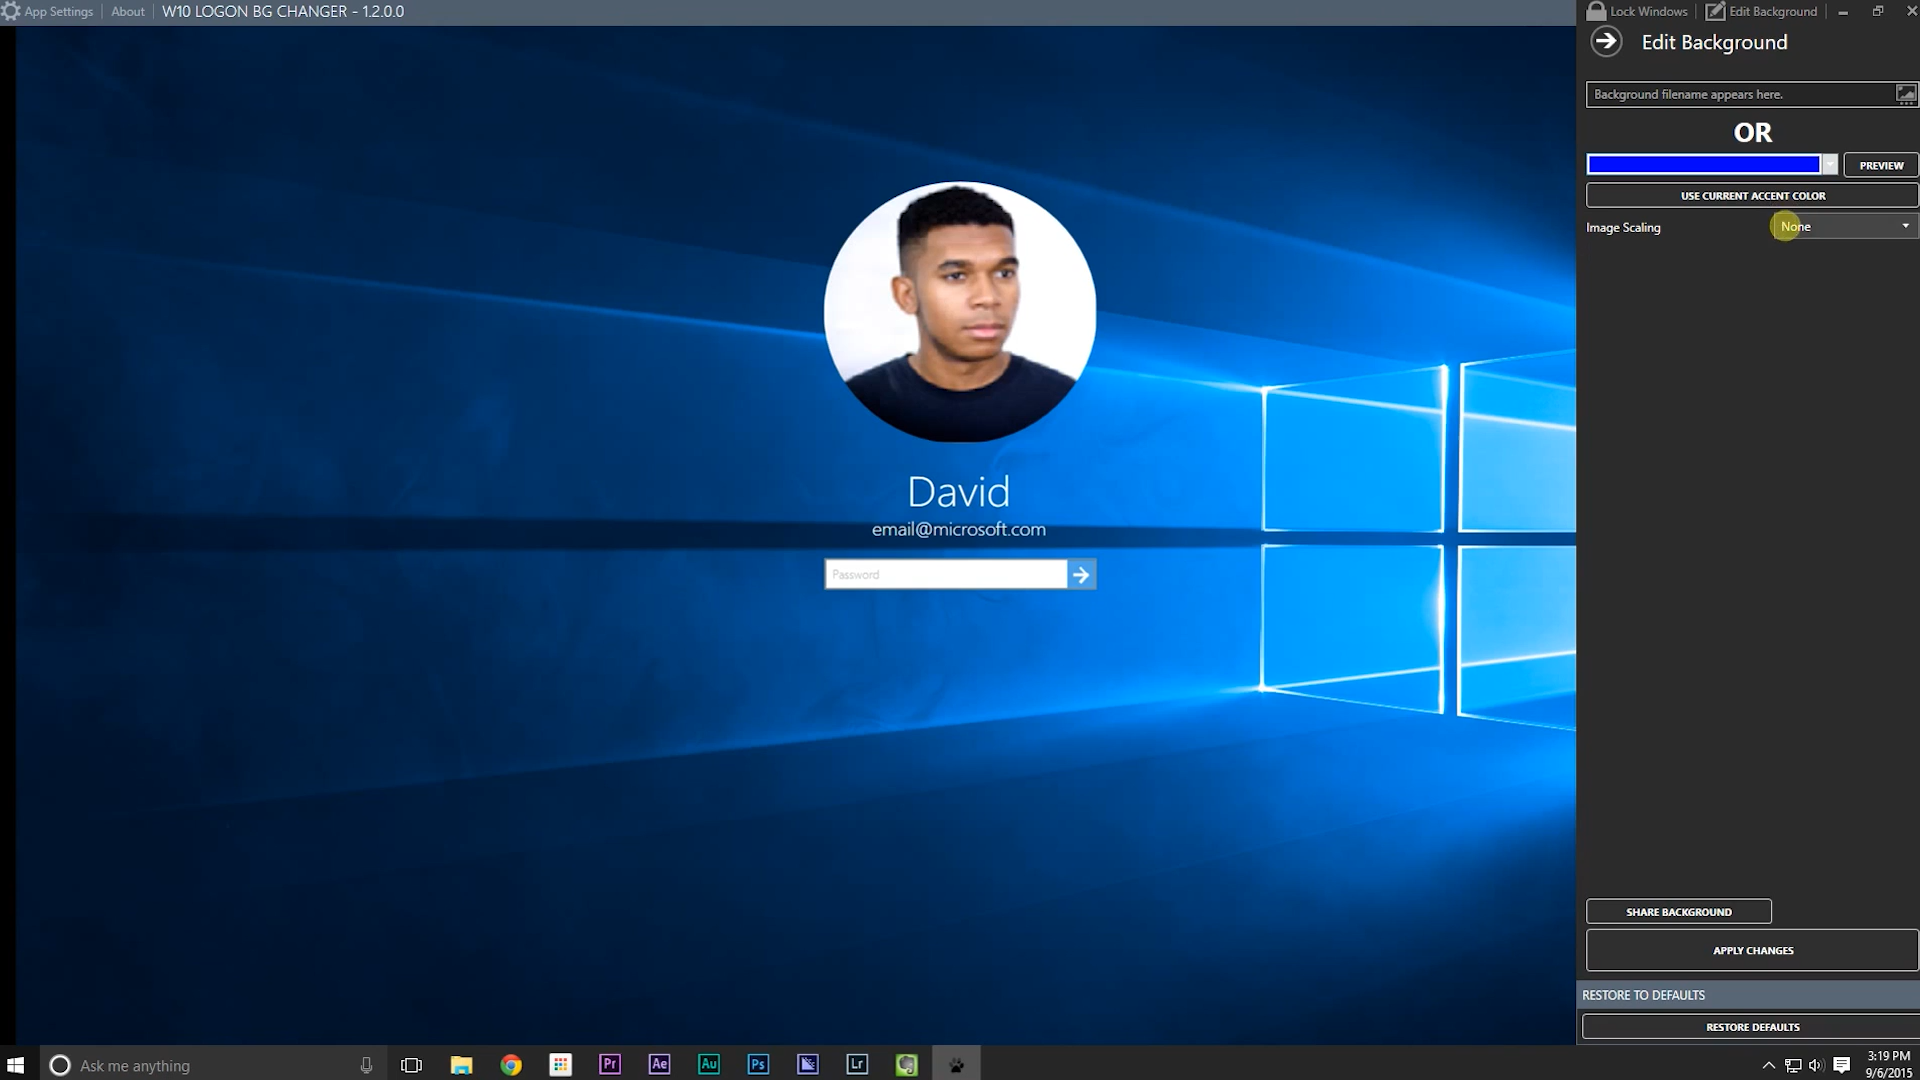 App Settings | About | W10 LOGON BG CHANGER - 1.2.0.0
Lock Windows | Edit Background
Edit Background
Background filename appears here.
OR
PREVIEW
USE CURRENT ACCENT COLOR
Image Scaling
None
David
email@microsoft.com
Password
SHARE BACKGROUND
APPLY CHANGES
RESTORE TO DEFAULTS
RESTORE DEFAULTS
Ask me anything
Pr
Ae
Au
Ps
Lr
3:19 PM
9/6/2015